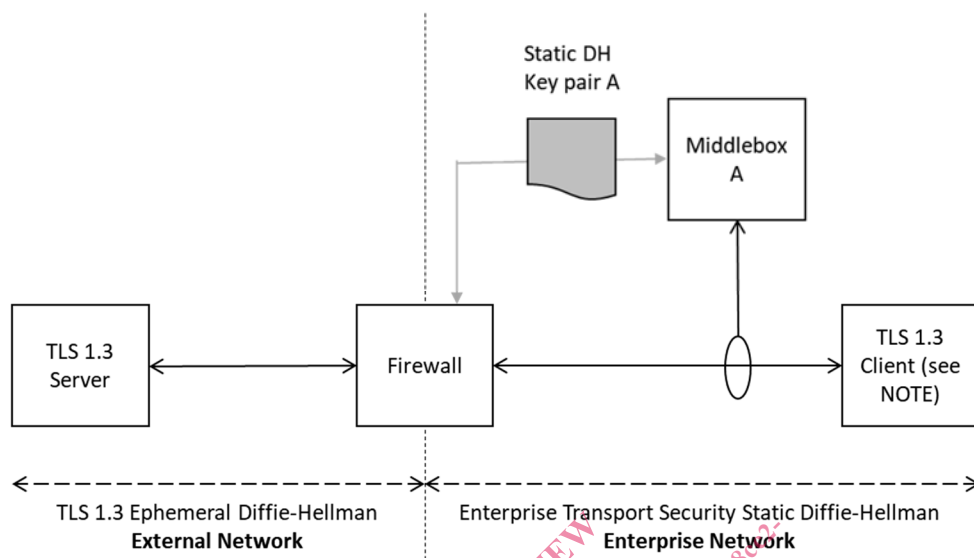 Static DH
Key pair A
Middlebox
A
TLS 1.3
Server
Firewall
TLS 1.3
Client (see
NOTE)
TLS 1.3 Ephemeral Diffie-Hellman
External Network
Enterprise Transport Security Static Diffie-Hellman
Enterprise Network